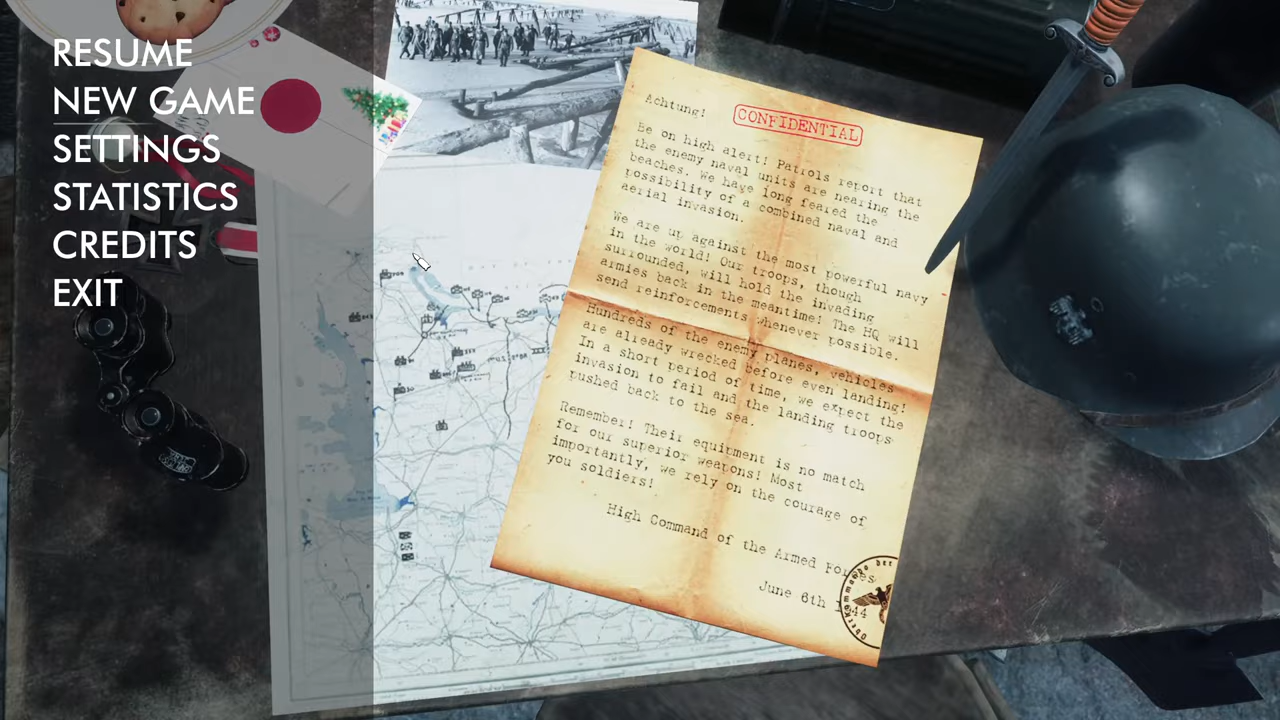 RESUME
NEW GAME
SETTINGS
STATISTICS
CREDITS
EXIT
Achtung!
CONFIDENTIAL
Be on high alert! Patrols report that
the enemy naval units are nearing the
beaches. We have long feared the
possibility of a combined naval and
aerial invasion.
We are up against the most powerful navy
in the world! Our troops, though
surrounded, will hold the invading
armies back in the meantime! The HQ will
send reinforcements whenever possible.
Hundreds of the enemy planes, vehicles
are already wrecked before even landing!
In a short period of time, we expect the
invasion to fail and the landing troops
pushed back to the sea.
Remember! Their equipment is no match
for our superior weapons! Most
importantly, we rely on the courage of
you soldiers!
High Command of the Armed Forces
June 6th 1944
Oberkommando der